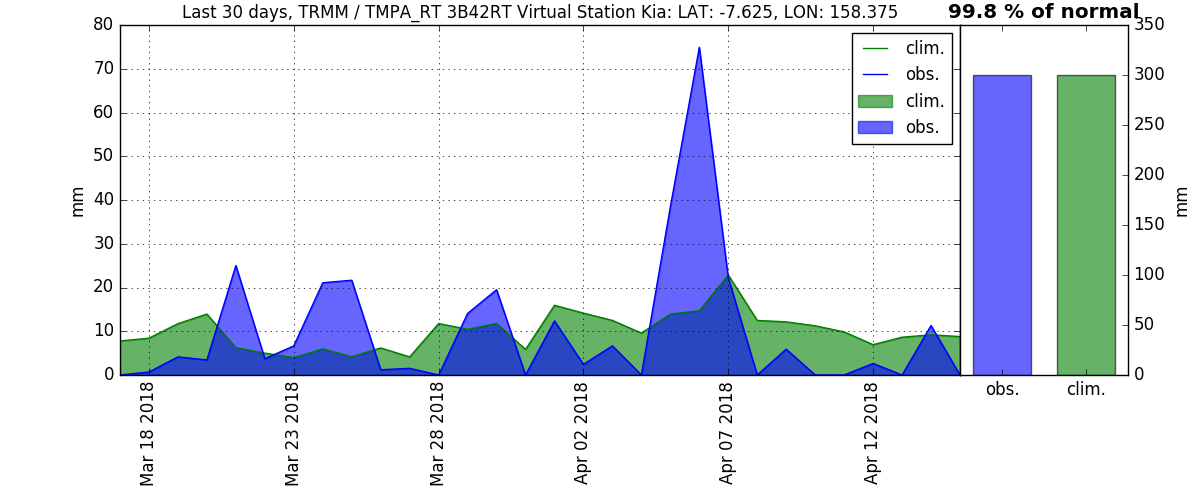 Last 30 days, TRMM / TMPA_RT 3B42RT Virtual Station Kia: LAT: -7.625, LON: 158.375
99.8 % of normal
80
70
60
50
40
30
20
10
0
mm
clim.
obs.
clim.
obs.
Mar 18 2018
Mar 23 2018
Mar 28 2018
Apr 02 2018
Apr 07 2018
Apr 12 2018
350
300
250
200
150
100
50
0
mm
obs.
clim.